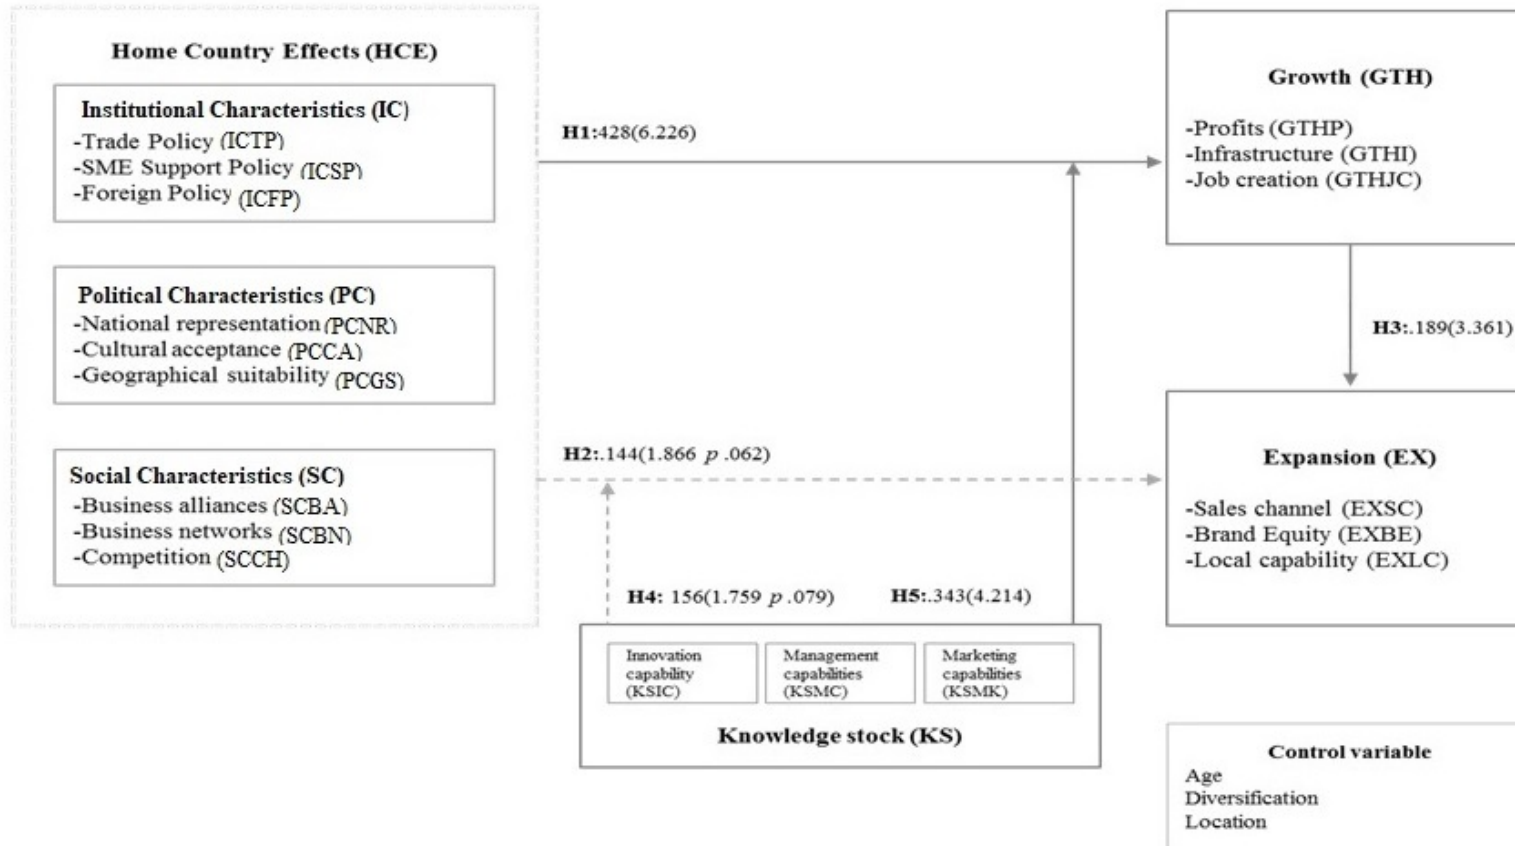 Home Country Effects (HCE)
Institutional Characteristics (IC)
-Trade Policy (ICTP)
-SME Support Policy (ICSP)
-Foreign Policy (ICFP)
Political Characteristics (PC)
-National representation (PCNR)
-Cultural acceptance (PCCA)
-Geographical suitability (PCGS)
Social Characteristics (SC)
-Business alliances (SCBA)
-Business networks (SCBN)
-Competition (SCCH)
H1:428(6.226)
H2:.144(1.866 p .062)
H4: 156(1.759 p .079)
H5:.343(4.214)
Innovation
capability
(KSIC)
Management
capabilities
(KSMC)
Marketing
capabilities
(KSMK)
Knowledge stock (KS)
Growth (GTH)
-Profits (GTHP)
-Infrastructure (GTHI)
-Job creation (GTHJC)
H3:.189(3.361)
Expansion (EX)
-Sales channel (EXSC)
-Brand Equity (EXBE)
-Local capability (EXLC)
Control variable
Age
Diversification
Location